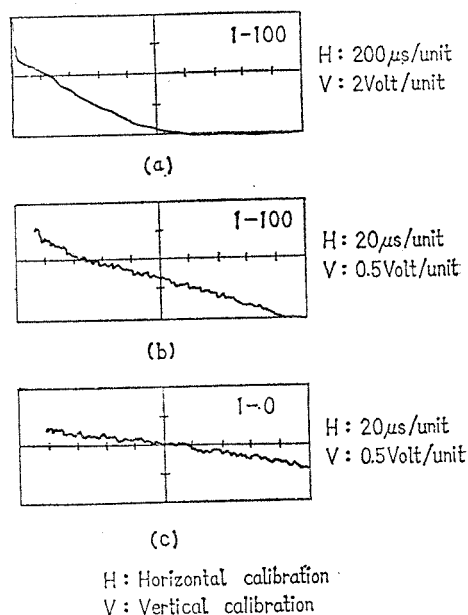 1-100
H: 200μs/unit
V: 2Volt/unit
(a)
1-100
H: 20μs/unit
V: 0.5Volt/unit
(b)
1-0
H: 20μs/unit
V: 0.5Volt/unit
(c)
H: Horizontal calibration
V: Vertical calibration